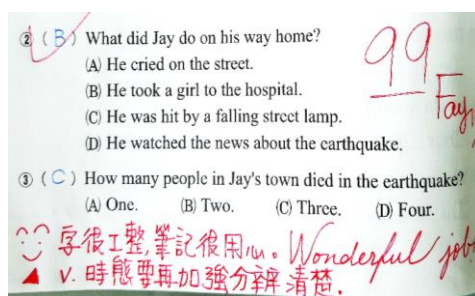 ② ( B ) What did Jay do on his way home?
(A) He cried on the street.
(B) He took a girl to the hospital.
(C) He was hit by a falling street lamp.
(D) He watched the news about the earthquake.
99
Fay
③ ( C ) How many people in Jay's town died in the earthquake?
(A) One. (B) Two. (C) Three. (D) Four.
字很工整,筆記很用心。Wonderful job
▲ V. 時態要再加強分辨清楚.